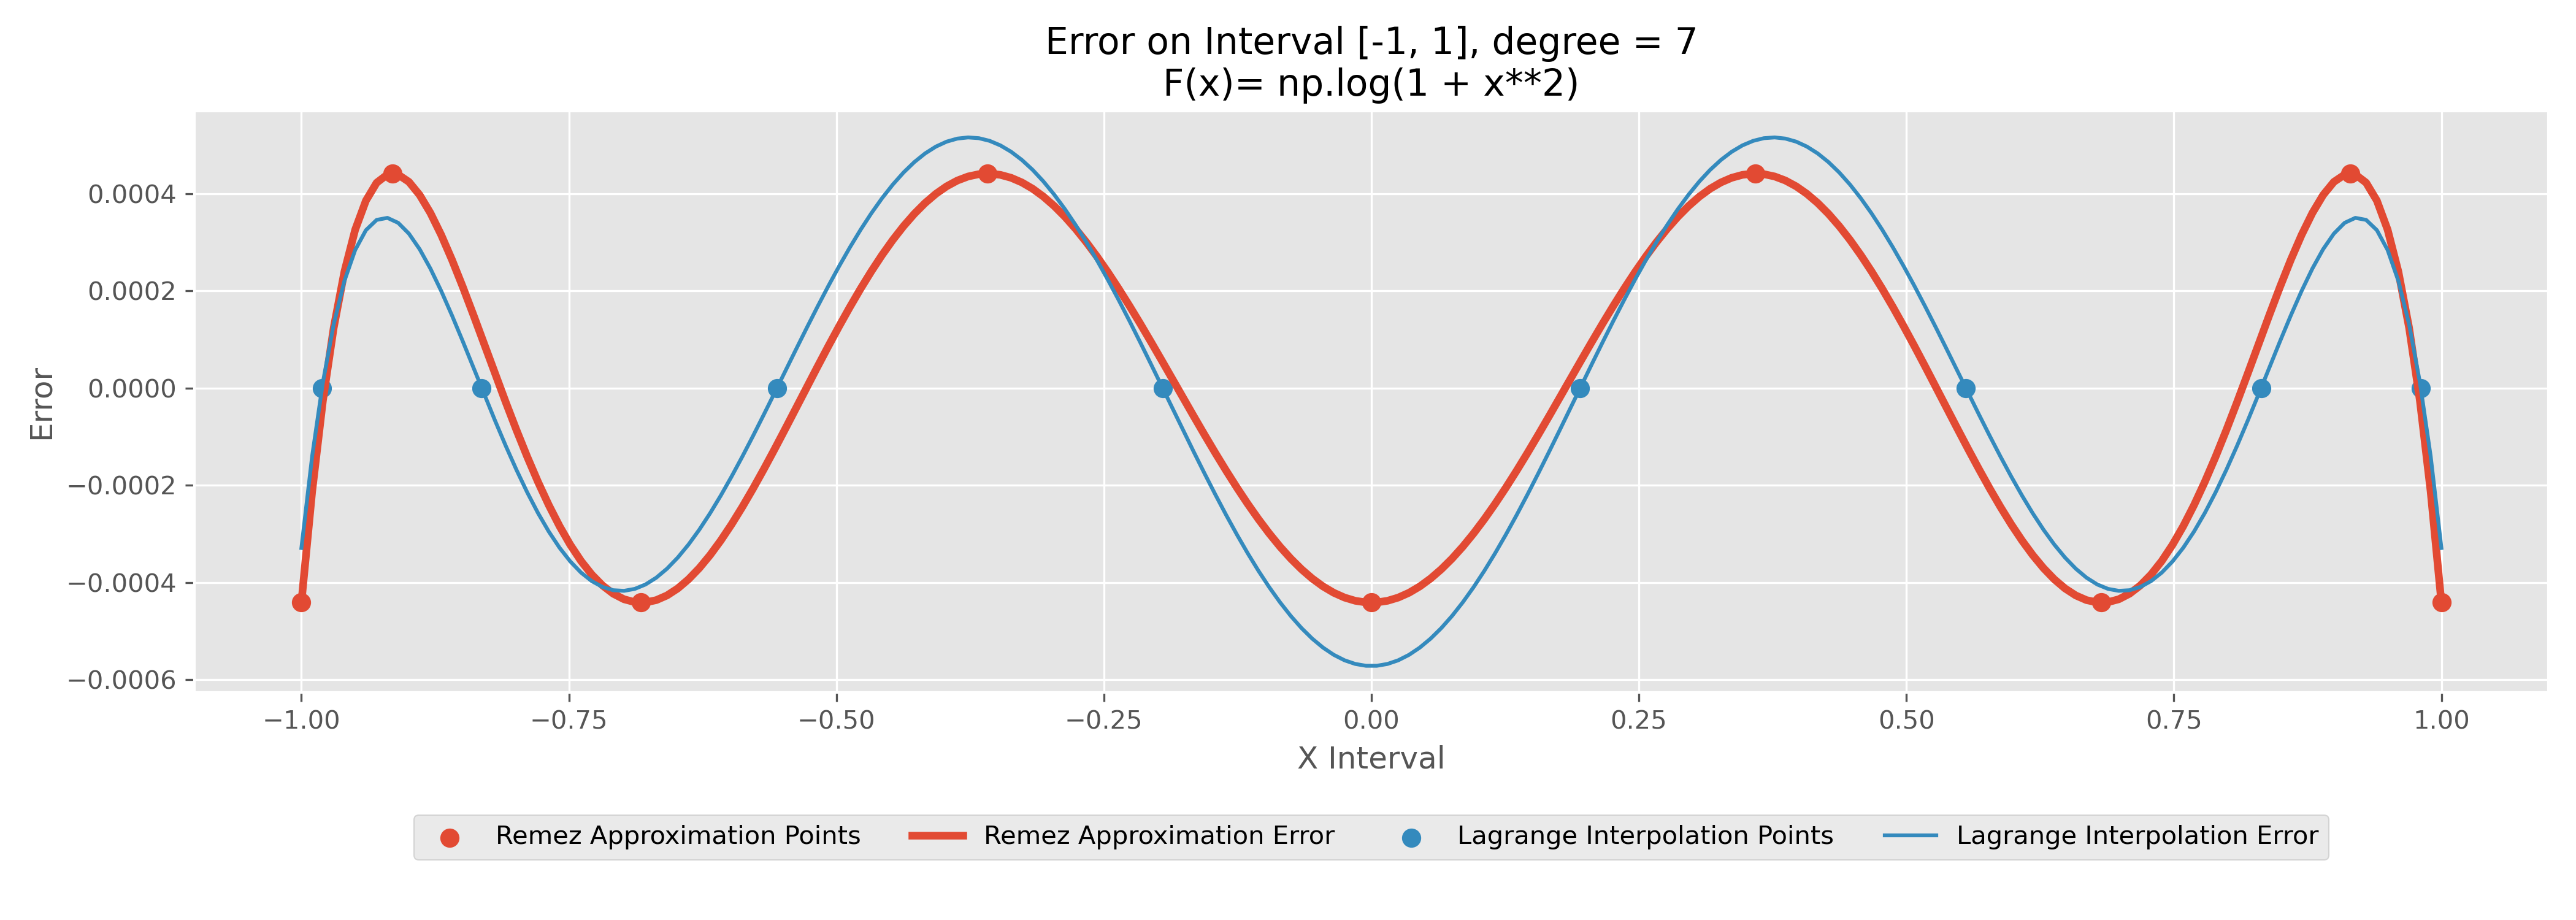 Error on Interval [-1, 1], degree = 7
F(x)= np.log(1 + x**2)
Error
0.0004
0.0002
0.0000
−0.0002
−0.0004
−0.0006
−1.00 −0.75 −0.50 −0.25 0.00 0.25 0.50 0.75 1.00
X Interval
Remez Approximation Points Remez Approximation Error Lagrange Interpolation Points Lagrange Interpolation Error